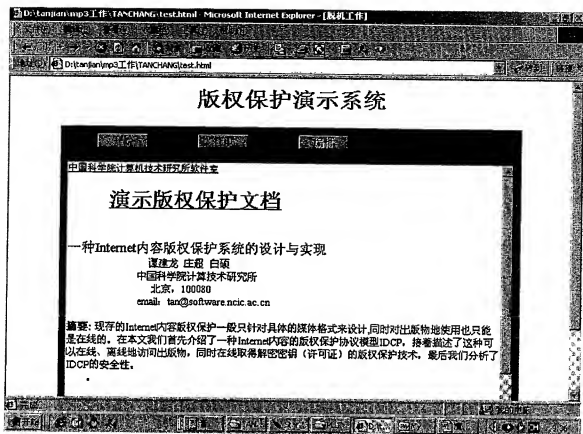 D:\tanjian\mp3工作\TANCHANG\test.html - Microsoft Internet Explorer - [脱机工作]
D:\tanjian\mp3工作\TANCHANG\test.html
版权保护演示系统
中国科学院计算机技术研究所软件室
演示版权保护文档
一种Internet内容版权保护系统的设计与实现
谭建龙 庄超 白硕
中国科学院计算技术研究所
北京，100080
email: tan@software.ncic.ac.cn
摘要: 现存的Internet内容版权保护一般只针对具体的媒体格式来设计,同时对出版物地使用也只能
是在线的。在本文我们首先介绍了一种Internet内容的版权保护协议模型IDCP，接着描述了这种可
以在线、离线地访问出版物，同时在线取得解密密钥（许可证）的版权保护技术，最后我们分析了
IDCP的安全性。